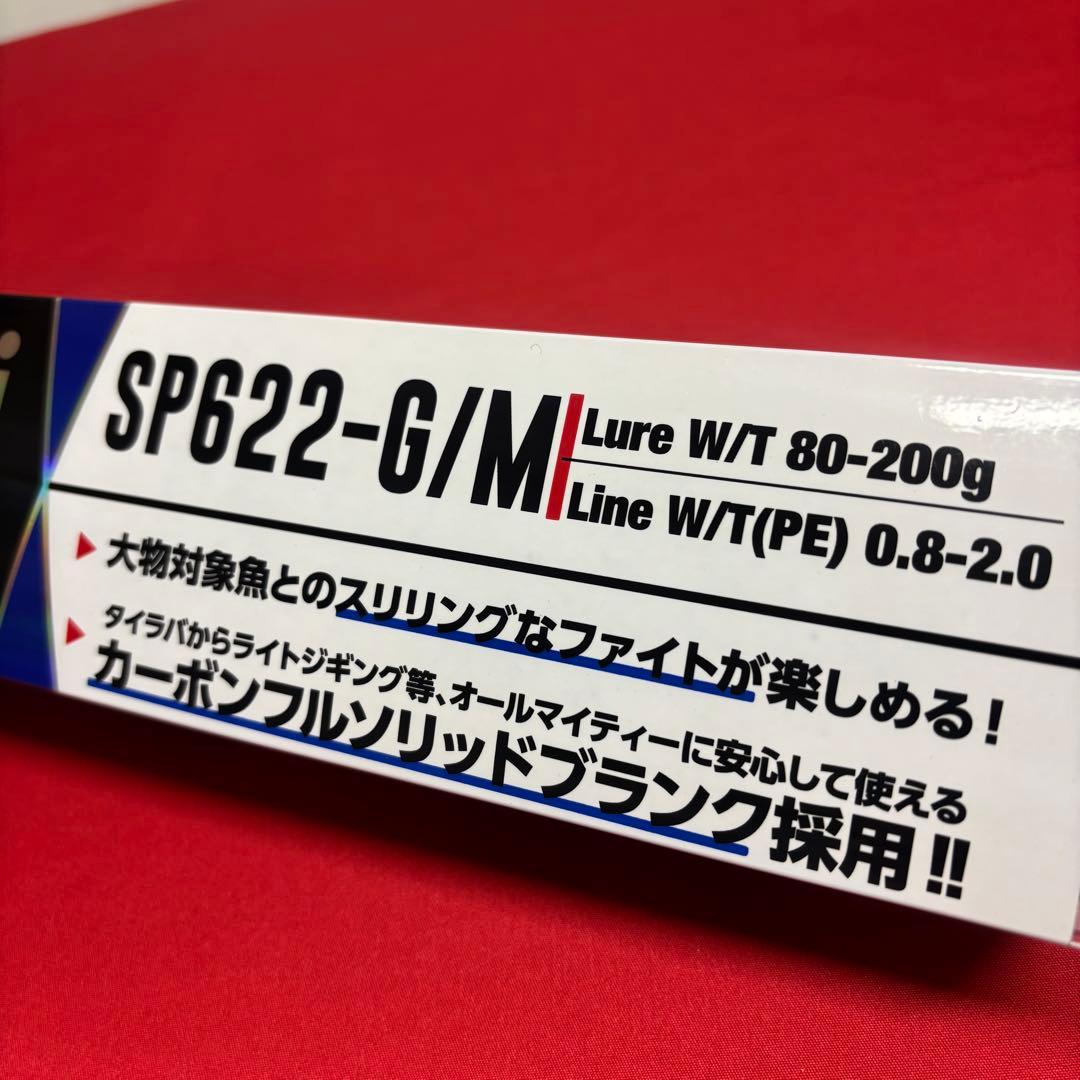 SP622-G/M
Lure W/T 80-200g
Line W/T(PE) 0.8-2.0
大物対象魚とのスリリングなファイトが楽しめる!
タイラバからライトジギング等、オールマイティーに安心して使える
カーボンフルソリッドブランク採用!!